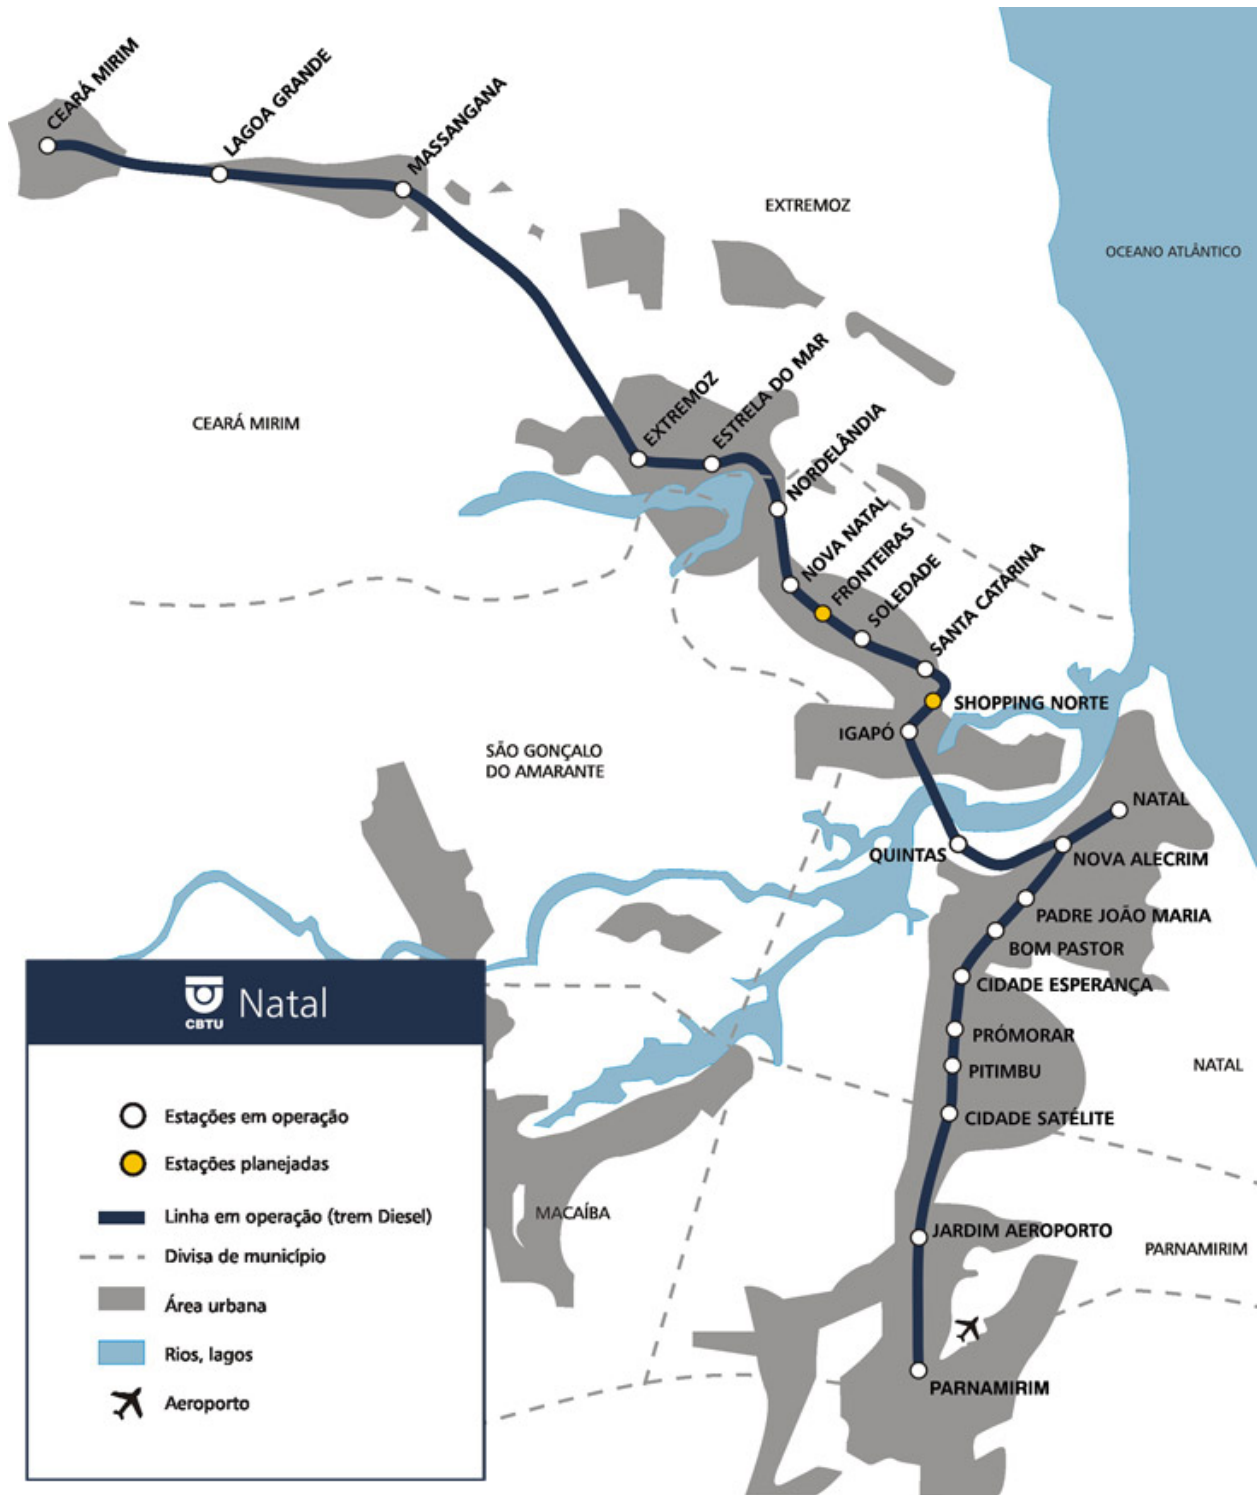 CEARÁ MIRIM
LAGOA GRANDE
MASSANGANA
EXTREMOZ
OCEANO ATLÂNTICO
CEARÁ MIRIM
EXTREMOZ
ESTRELA DO MAR
NORDELÂNDIA
NOVA NATAL
FRONTEIRAS
SOLEDADE
SANTA CATARINA
SHOPPING NORTE
IGAPÓ
SÃO GONÇALO
DO AMARANTE
NATAL
QUINTAS
NOVA ALECRIM
PADRE JOÃO MARIA
BOM PASTOR
CIDADE ESPERANÇA
PRÓMORAR
PITIMBU
NATAL
CIDADE SATÉLITE
MACAÍBA
JARDIM AEROPORTO
PARNAMIRIM
PARNAMIRIM
CBTU
Natal
Estações em operação
Estações planejadas
Linha em operação (trem Diesel)
Divisa de município
Área urbana
Rios, lagos
Aeroporto